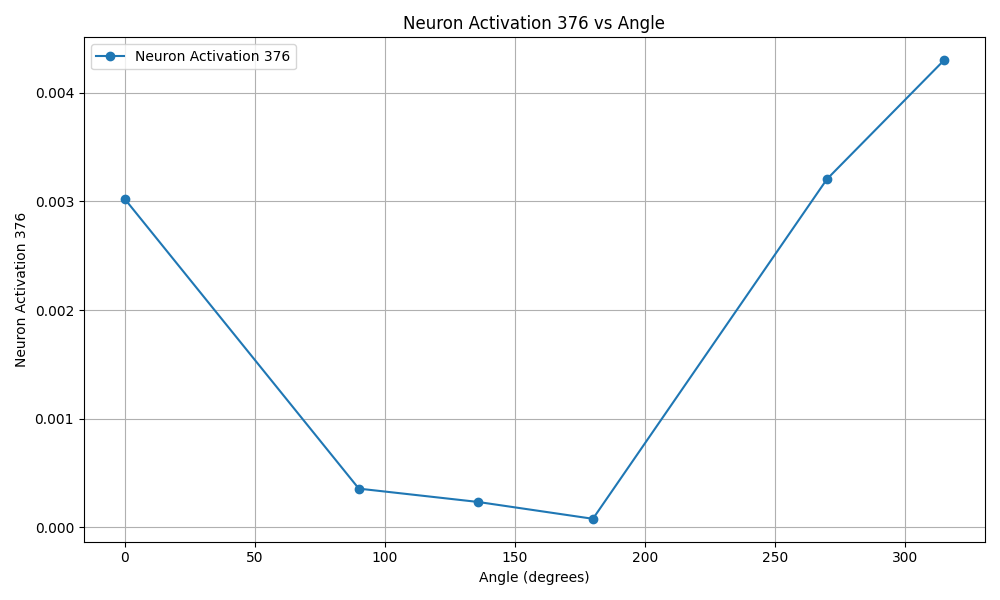 Neuron Activation 376 vs Angle
Neuron Activation 376
0.004
0.003
0.002
0.001
0.000
Neuron Activation 376
0 50 100 150 200 250 300
Angle (degrees)